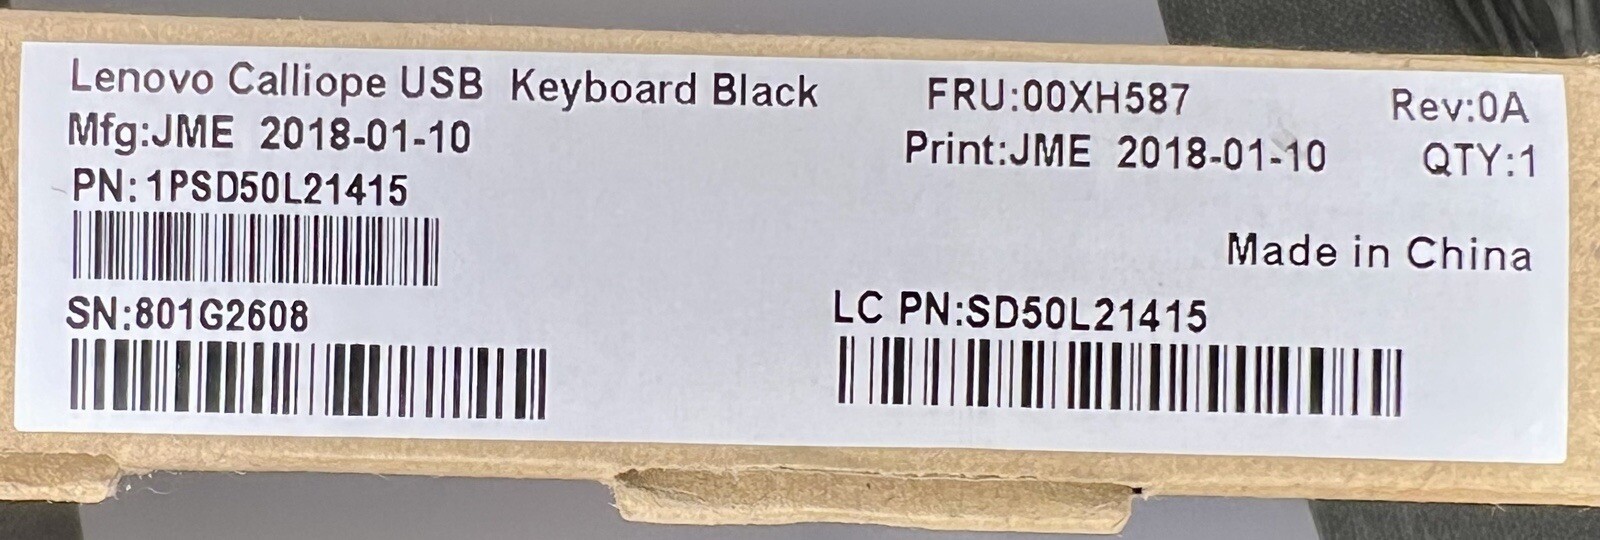 Lenovo Calliope USB Keyboard Black FRU:00XH587 Rev:0A
Mfg:JME 2018-01-10 Print:JME 2018-01-10 QTY:1
PN:1PSD50L21415
Made in China
SN:801G2608 LC PN:SD50L21415